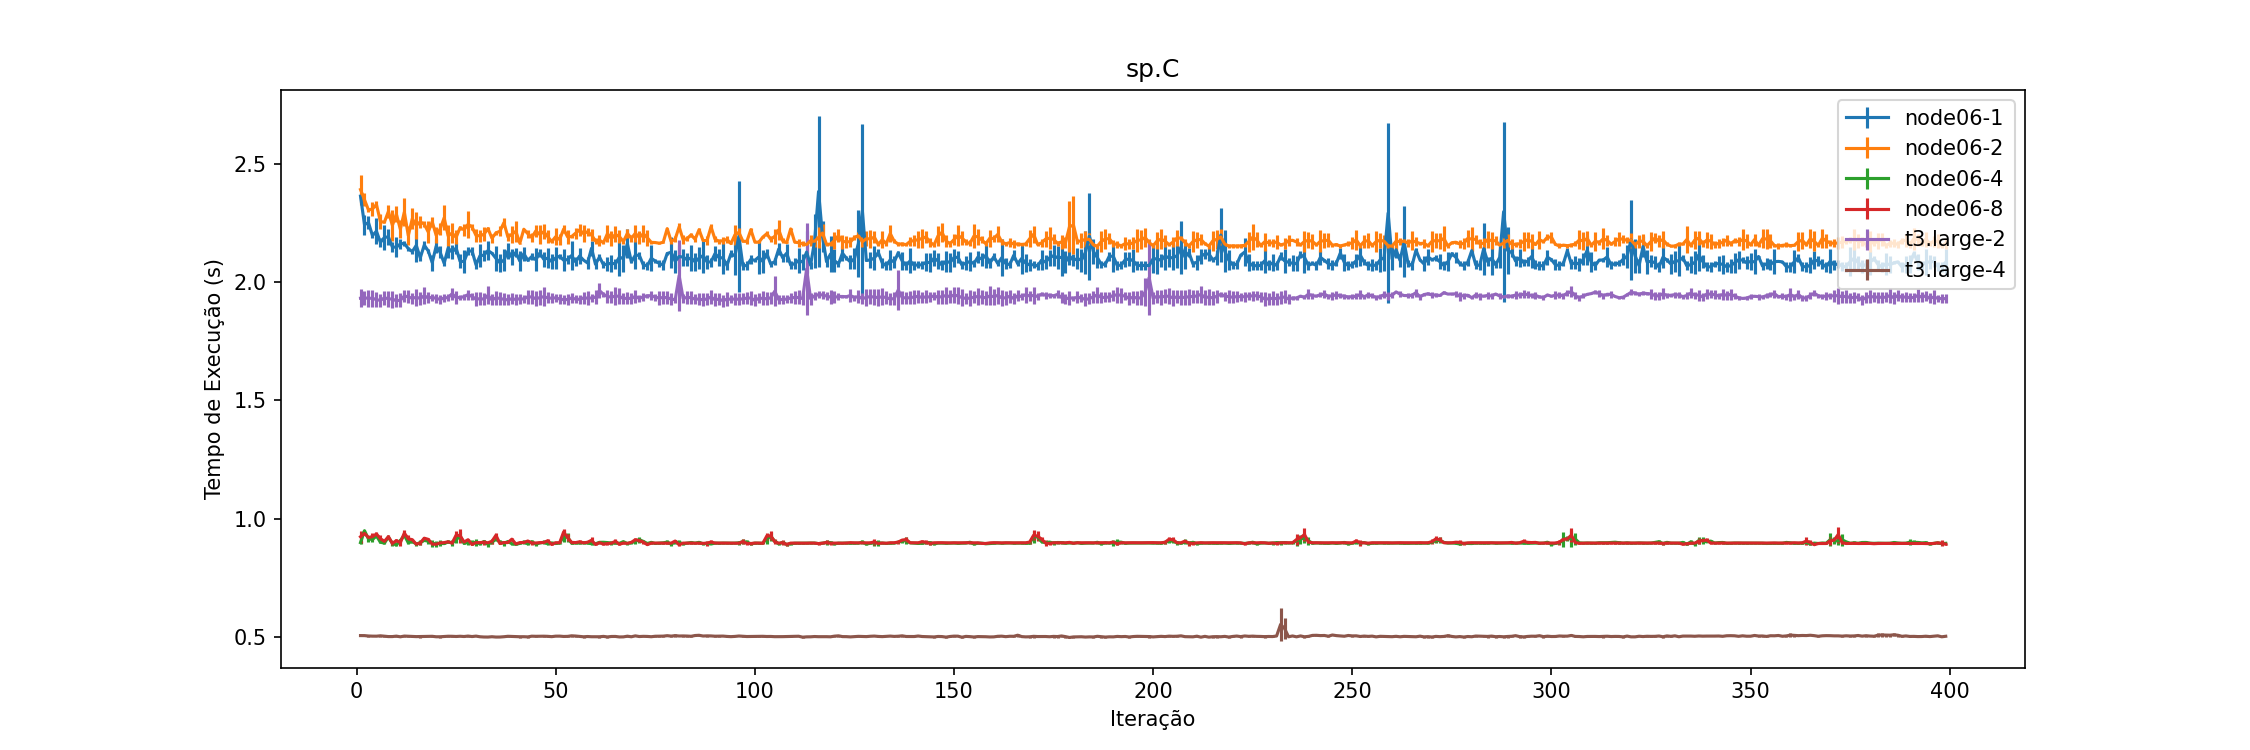 sp.C
Tempo de Execução (s)
2.5
2.0
1.5
1.0
0.5
node06-1
node06-2
node06-4
node06-8
t3.large-2
t3.large-4
0 50 100 150 200 250 300 350 400
Iteração